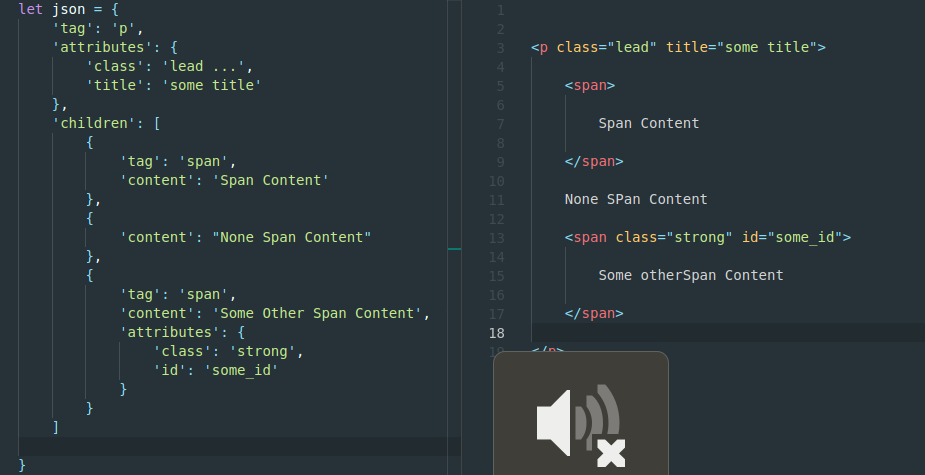 let json = {
'tag': 'p',
'attributes': {
'class': 'lead ...',
'title': 'some title'
},
'children': [
{
'tag': 'span',
'content': 'Span Content'
},
{
'content': "None Span Content"
},
{
'tag': 'span',
'content': 'Some Other Span Content',
'attributes': {
'class': 'strong',
'id': 'some_id'
}
}
]
}
1
2
3 <p class="lead" title="some title">
4
5 <span>
6
7 Span Content
8
9 </span>
10
11 None SPan Content
12
13 <span class="strong" id="some_id">
14
15 Some otherSpan Content
16
17 </span>
18
19 </p>